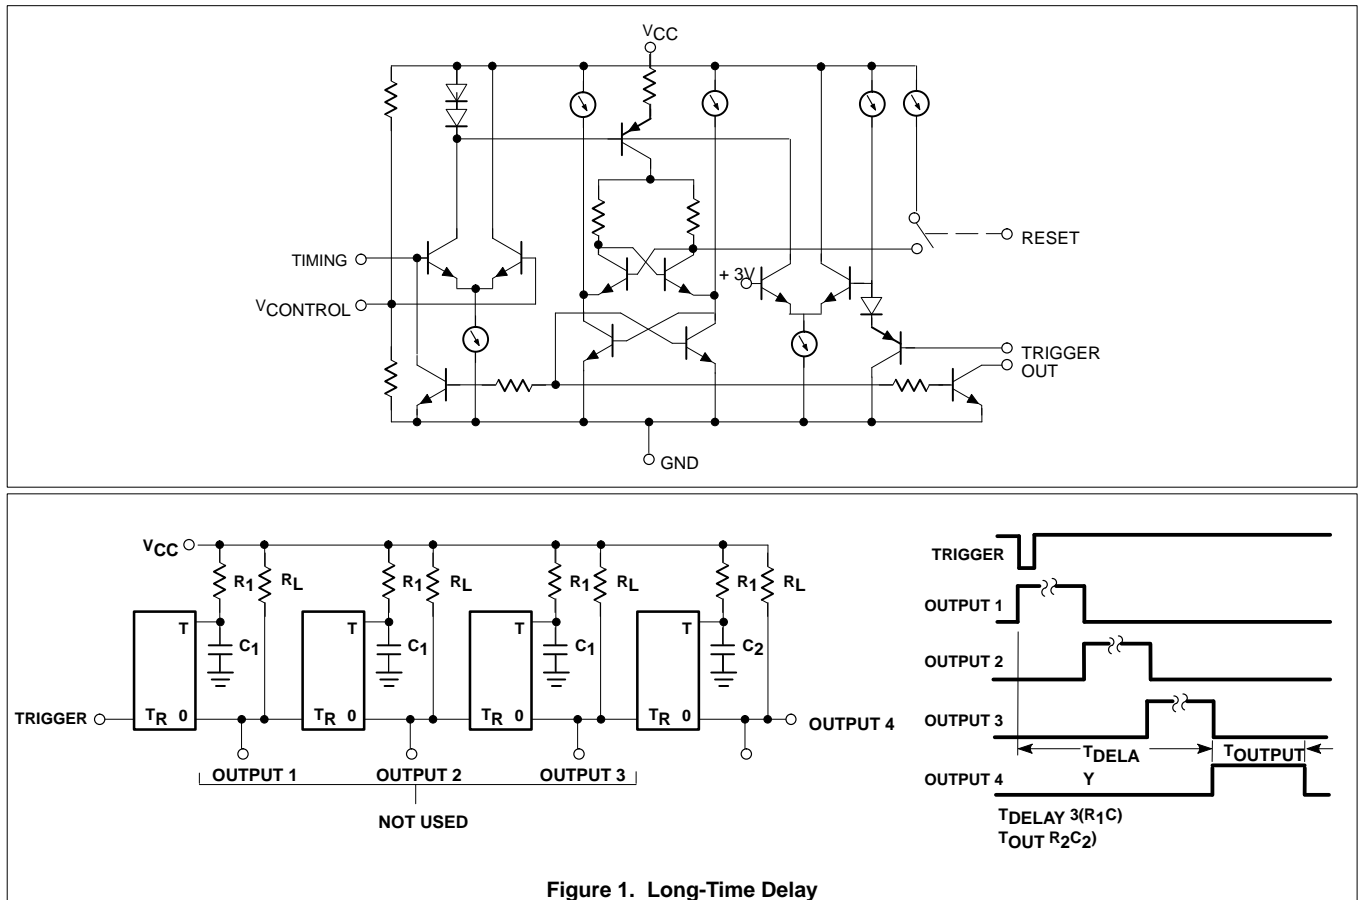 VCC
TIMING
VCONTROL
+ 3V
RESET
TRIGGER
OUT
GND
VCC
R1 RL R1 RL R1 RL R1 RL
T T T T
C1 C1 C1 C2
TRIGGER TR 0 TR 0 TR 0 TR 0 OUTPUT 4
OUTPUT 1 OUTPUT 2 OUTPUT 3
NOT USED
TRIGGER
OUTPUT 1
OUTPUT 2
OUTPUT 3
TDELA TOUTPUT
OUTPUT 4 Y
TDELAY 3(R1C)
TOUT R2C2)
Figure 1. Long-Time Delay